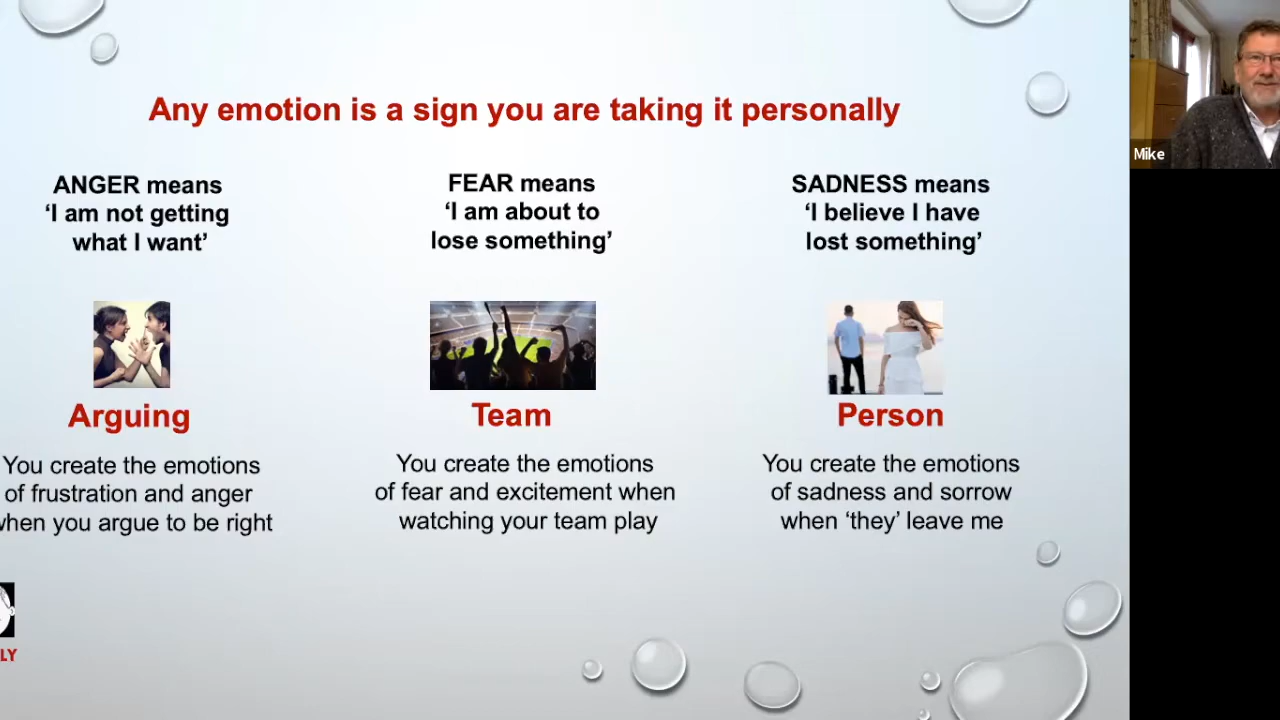 Any emotion is a sign you are taking it personally
ANGER means
‘I am not getting
what I want’
FEAR means
‘I am about to
lose something’
SADNESS means
‘I believe I have
lost something’
Arguing
You create the emotions
of frustration and anger
when you argue to be right
Team
You create the emotions
of fear and excitement when
watching your team play
Person
You create the emotions
of sadness and sorrow
when ‘they’ leave me
LY
Mike